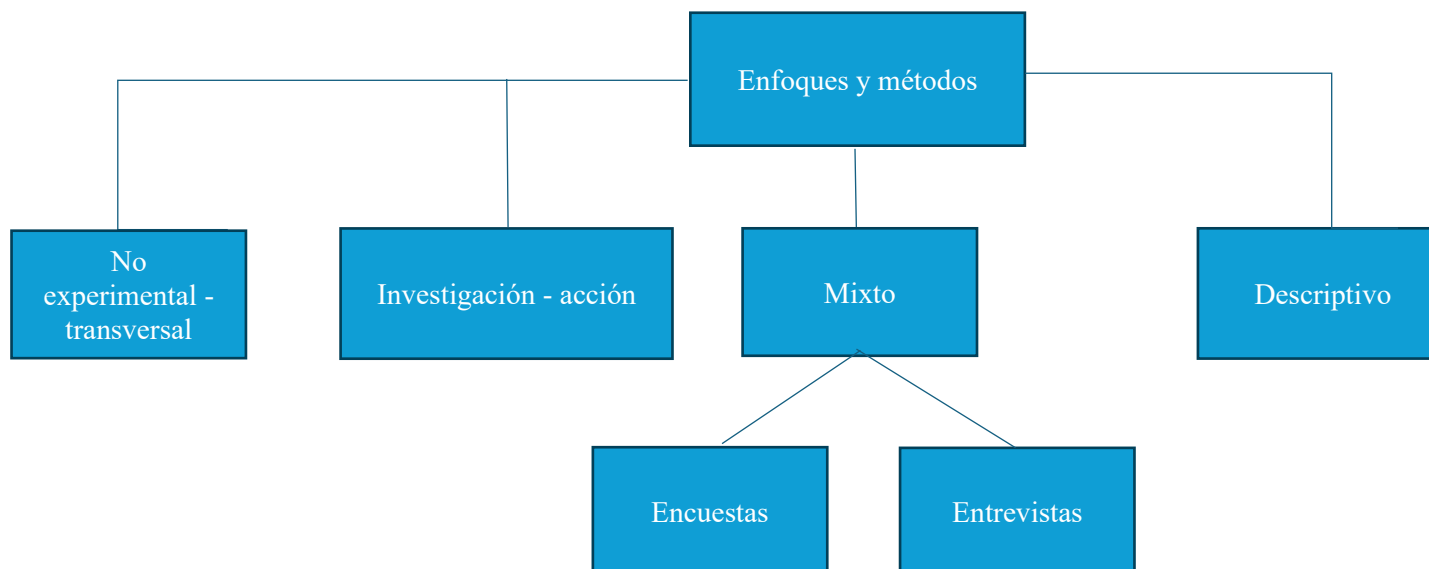 Enfoques y métodos
No
experimental -
transversal
Investigación - acción
Mixto
Descriptivo
Encuestas
Entrevistas